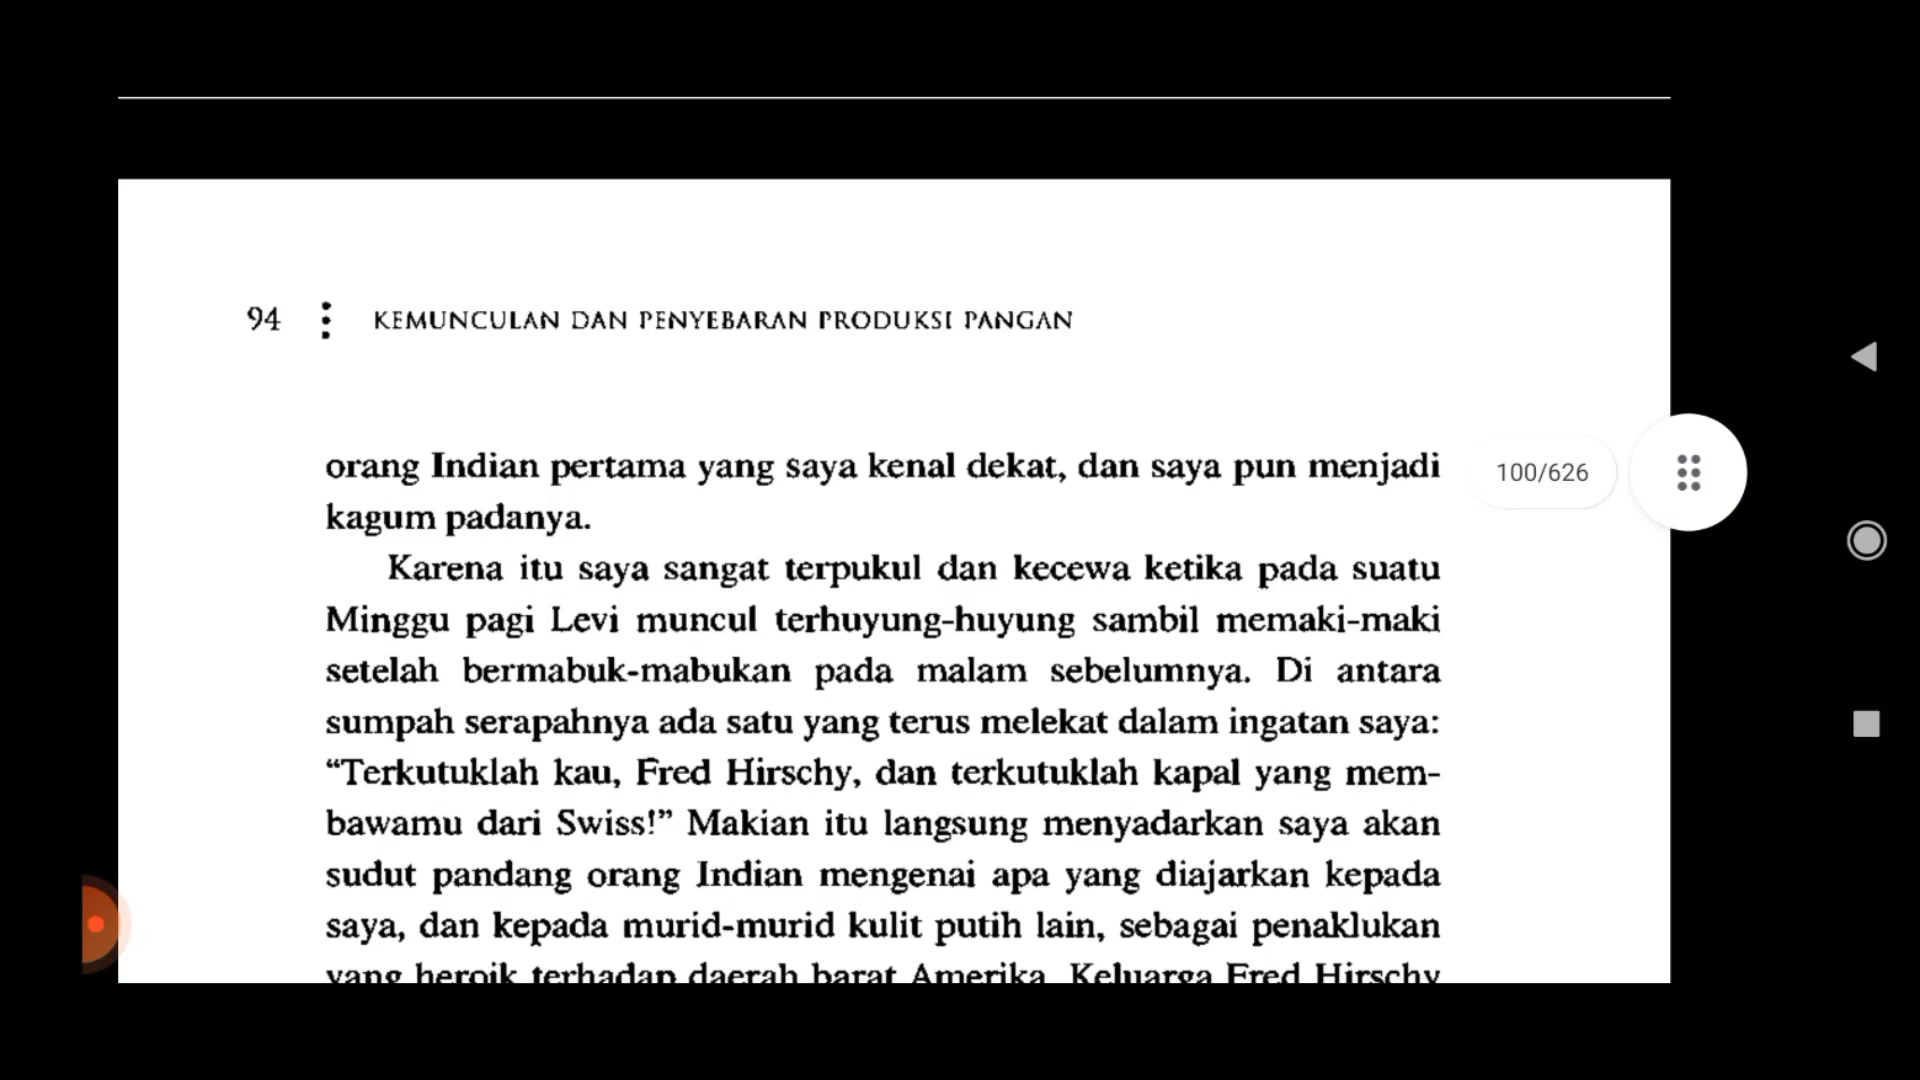 94 ⋮ KEMUNCULAN DAN PENYEBARAN PRODUKSI PANGAN
orang Indian pertama yang saya kenal dekat, dan saya pun menjadi
100/626
kagum padanya.
Karena itu saya sangat terpukul dan kecewa ketika pada suatu
Minggu pagi Levi muncul terhuyung-huyung sambil memaki-maki
setelah bermabuk-mabukan pada malam sebelumnya. Di antara
sumpah serapahnya ada satu yang terus melekat dalam ingatan saya:
“Terkutuklah kau, Fred Hirschy, dan terkutuklah kapal yang mem-
bawamu dari Swiss!” Makian itu langsung menyadarkan saya akan
sudut pandang orang Indian mengenai apa yang diajarkan kepada
saya, dan kepada murid-murid kulit putih lain, sebagai penaklukan
yang heroik terhadap daerah barat Amerika. Keluarga Fred Hirschy